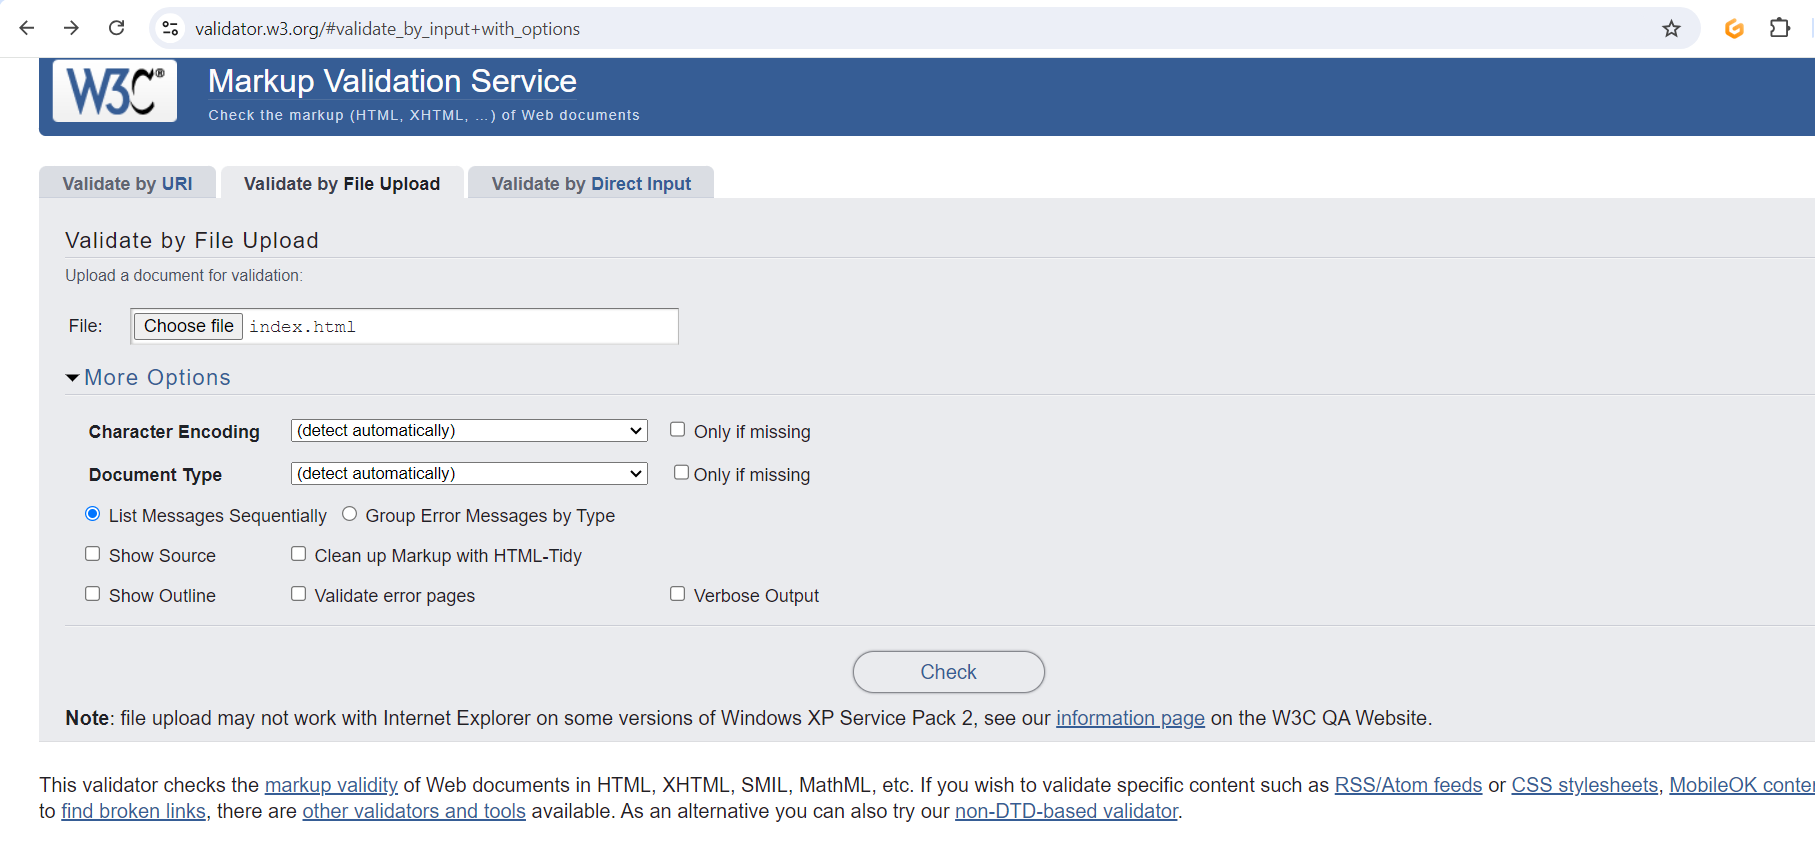 validator.w3.org/#validate_by_input+with_options
W3C®
Markup Validation Service
Check the markup (HTML, XHTML, ...) of Web documents
Validate by URI
Validate by File Upload
Validate by Direct Input
Validate by File Upload
Upload a document for validation:
File: Choose file index.html
More Options
Character Encoding (detect automatically) Only if missing
Document Type (detect automatically) Only if missing
List Messages Sequentially Group Error Messages by Type
Show Source Clean up Markup with HTML-Tidy
Show Outline Validate error pages Verbose Output
Check
Note: file upload may not work with Internet Explorer on some versions of Windows XP Service Pack 2, see our information page on the W3C QA Website.
This validator checks the markup validity of Web documents in HTML, XHTML, SMIL, MathML, etc. If you wish to validate specific content such as RSS/Atom feeds or CSS stylesheets, MobileOK
to find broken links, there are other validators and tools available. As an alternative you can also try our non-DTD-based validator.